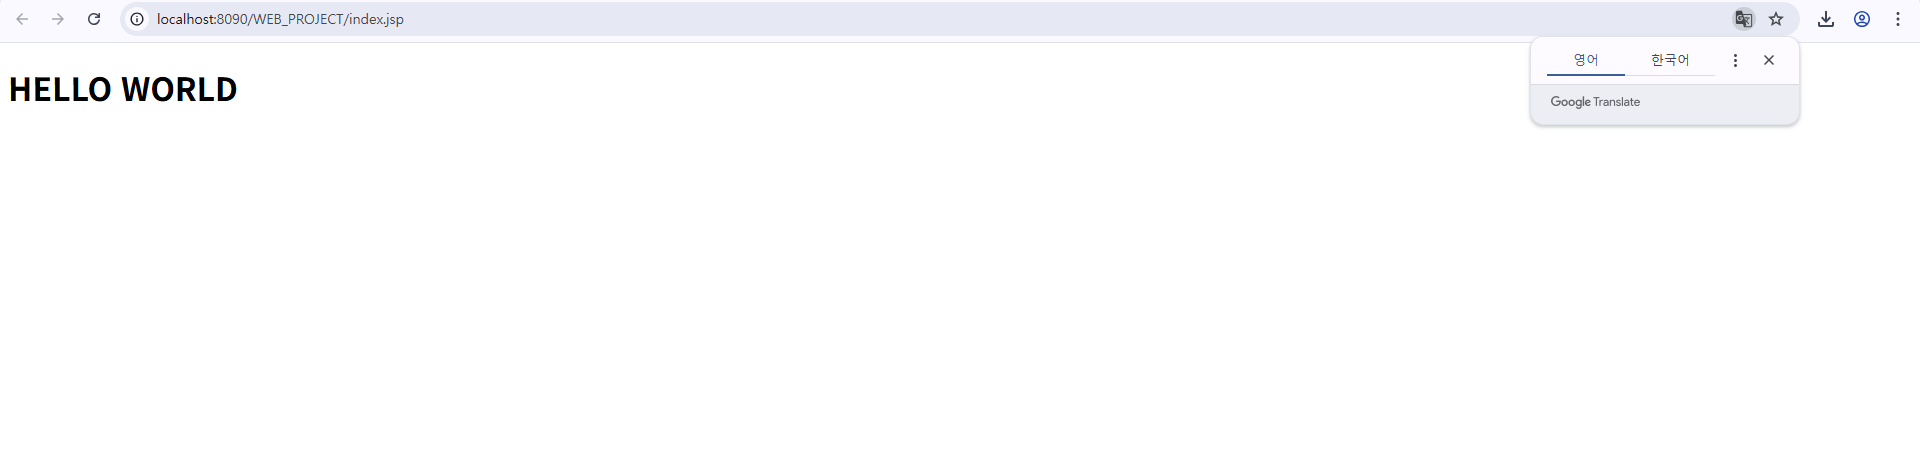 localhost:8090/WEB_PROJECT/index.jsp
영어 한국어
Google Translate
HELLO WORLD